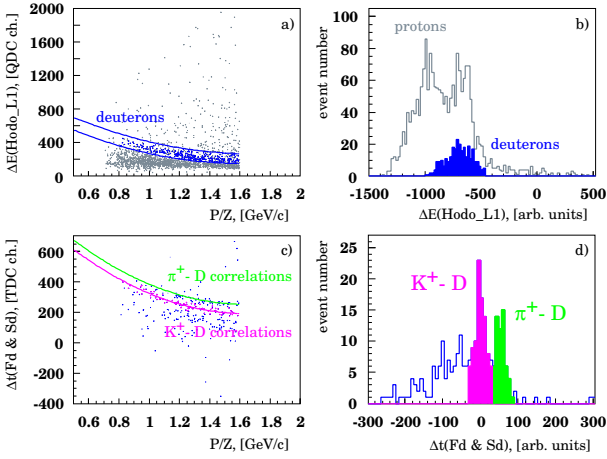 2000
1600
1200
800
400
0
0.6 0.8 1 1.2 1.4 1.6 1.8 2
ΔE(Hodo_L1), [QDC ch.]
P/Z, [GeV/c]
a)
deuterons
100
80
60
40
20
0
-1500 -1000 -500 0 500
event number
ΔE(Hodo_L1), [arb. units]
b)
protons
deuterons
800
600
400
200
0
-200
-400
0.6 0.8 1 1.2 1.4 1.6 1.8 2
Δt(Fd & Sd), [TDC ch.]
P/Z, [GeV/c]
c)
π+- D correlations
K+- D correlations
25
20
15
10
5
0
-300 -200 -100 0 100 200 300
event number
Δt(Fd & Sd), [arb. units]
d)
K+- D
π+- D